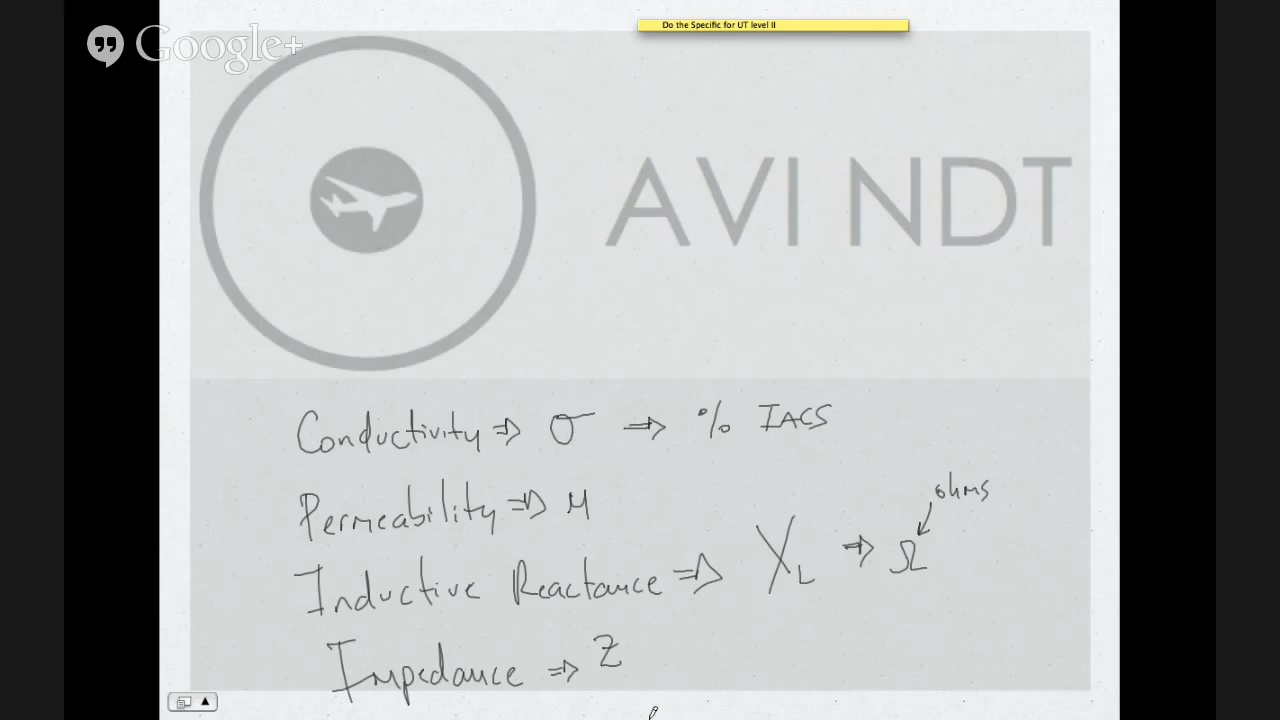 Do the Specific for UT level II
Google+
AVI NDT
Conductivity ⇒ σ ⇒ % IACS
Permeability ⇒ μ
ohms
Inductive Reactance ⇒ X_L ⇒ Ω
Impedance ⇒ Z